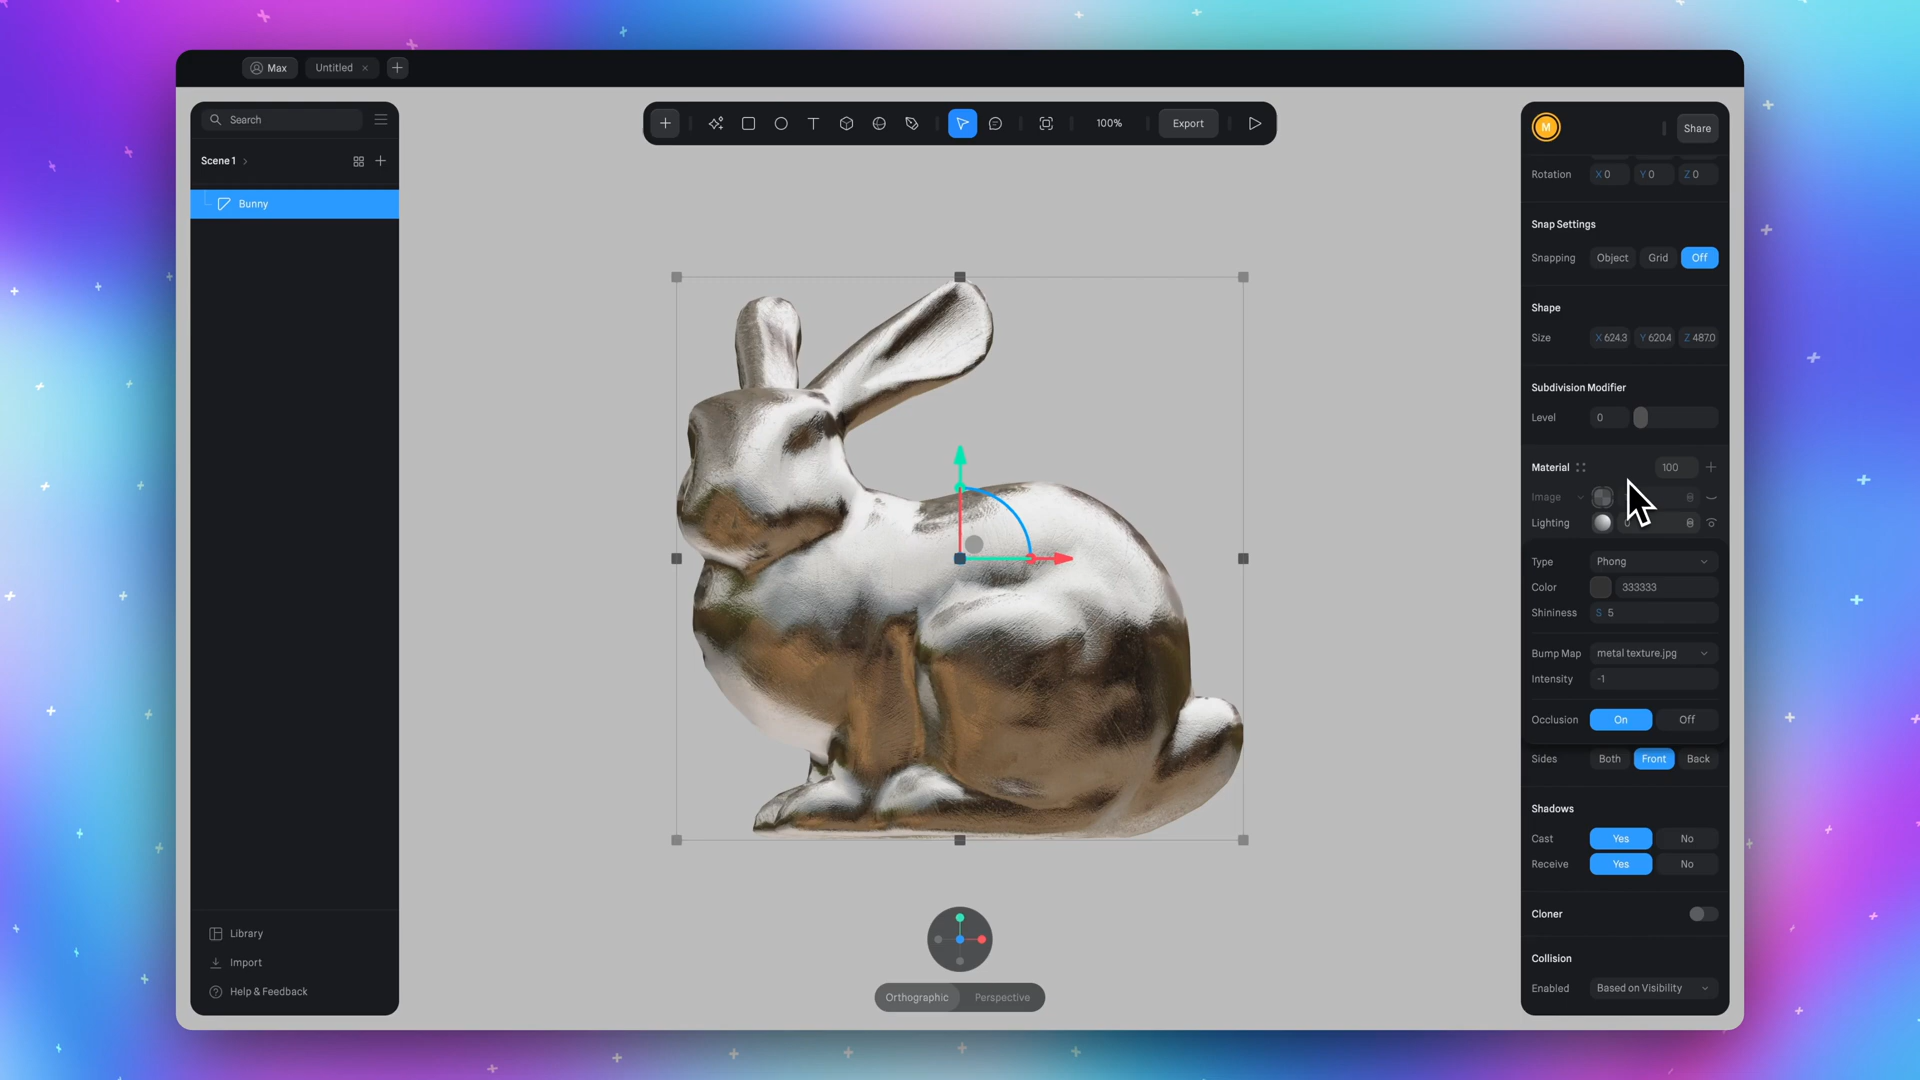 Max
Untitled
Search
Scene 1
Bunny
Library
Import
Help & Feedback
100%
Export
Orthographic
Perspective
M
Share
Rotation X 0 Y 0 Z 0
Snap Settings
Snapping Object Grid Off
Shape
Size X 624.3 Y 620.4 Z 487.0
Subdivision Modifier
Level 0
Material 100
Image
Lighting
Type Phong
Color 333333
Shininess S 5
Bump Map metal texture.jpg
Intensity -1
Occlusion On Off
Sides Both Front Back
Shadows
Cast Yes No
Receive Yes No
Cloner
Collision
Enabled Based on Visibility